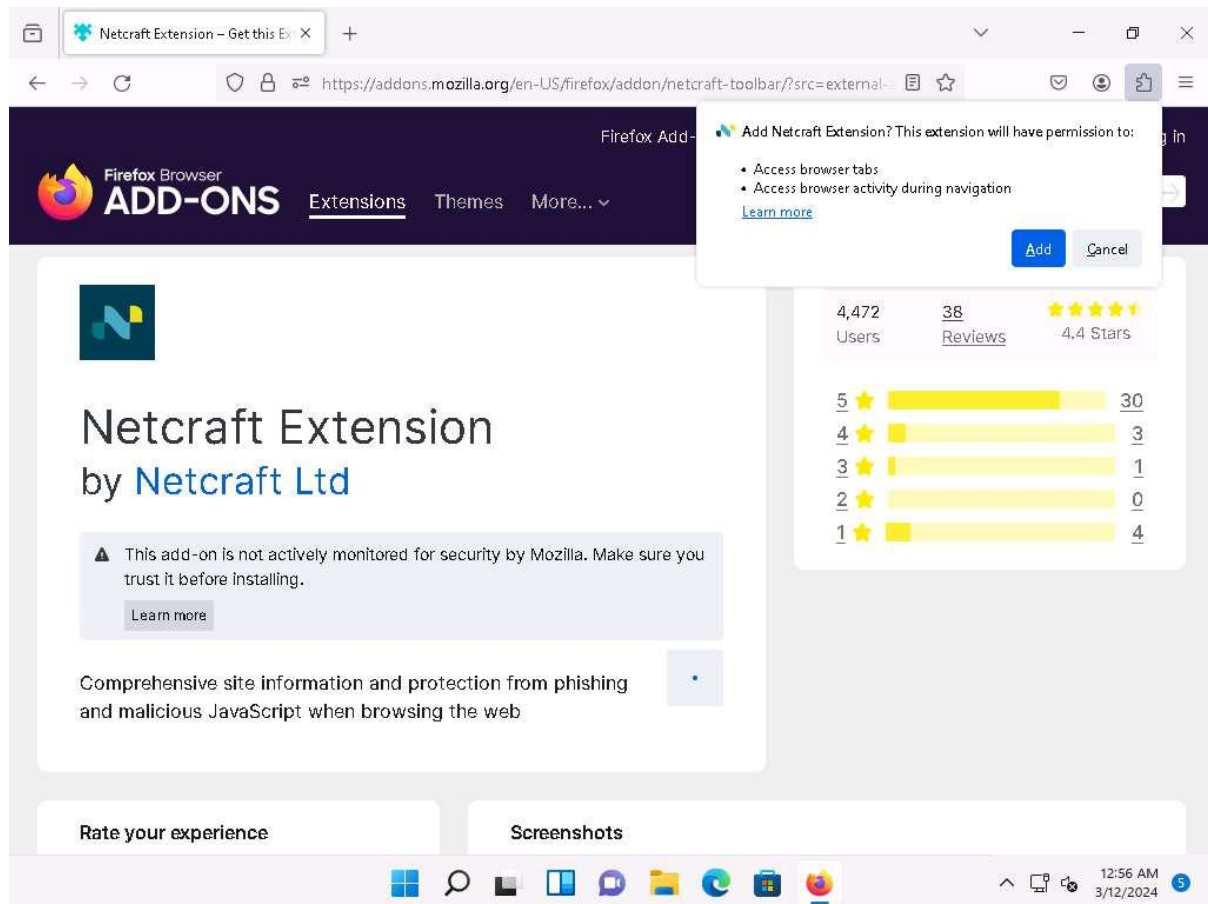 Netcraft Extension – Get this Ex
https://addons.mozilla.org/en-US/firefox/addon/netcraft-toolbar/?src=external-
Firefox Add-
g in
Add Netcraft Extension? This extension will have permission to:
• Access browser tabs
• Access browser activity during navigation
Learn more
Add
Cancel
Firefox Browser
ADD-ONS
Extensions
Themes
More...
4,472
Users
38
Reviews
4.4 Stars
5 30
4 3
3 1
2 0
1 4
Netcraft Extension
by Netcraft Ltd
This add-on is not actively monitored for security by Mozilla. Make sure you
trust it before installing.
Learn more
Comprehensive site information and protection from phishing
and malicious JavaScript when browsing the web
Rate your experience
Screenshots
12:56 AM
3/12/2024
5